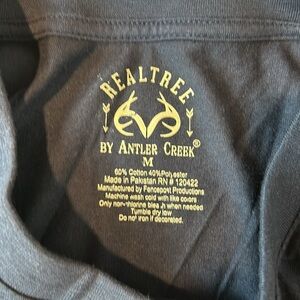 REALTREE
BY ANTLER CREEK®
M
60% Cotton 40% Polyester
Made in Pakistan RN # 120422
Manufactured by Fencepost Productions
Machine wash cold with like colors
Only non-chlorine bleach when needed
Tumble dry low
Do not iron if decorated.